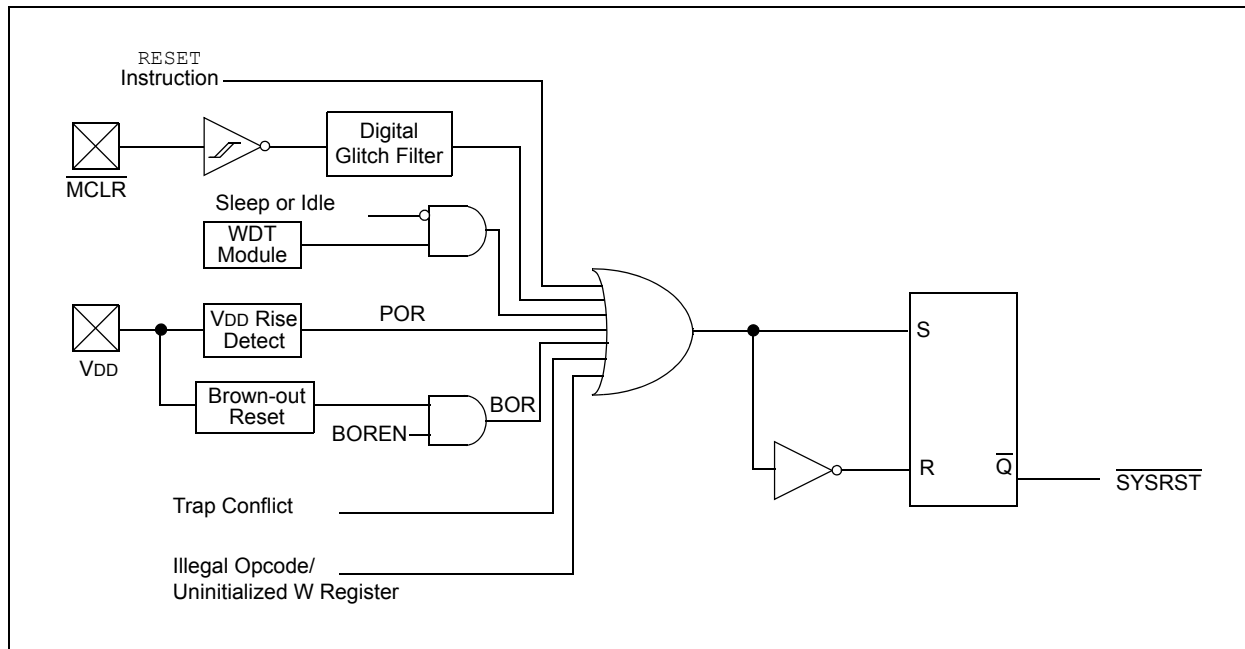 RESET
Instruction
Digital
Glitch Filter
MCLR
Sleep or Idle
WDT
Module
VDD Rise
Detect
POR
VDD
Brown-out
Reset
BOR
BOREN
Trap Conflict
Illegal Opcode/
Uninitialized W Register
S
R
Q
SYSRST